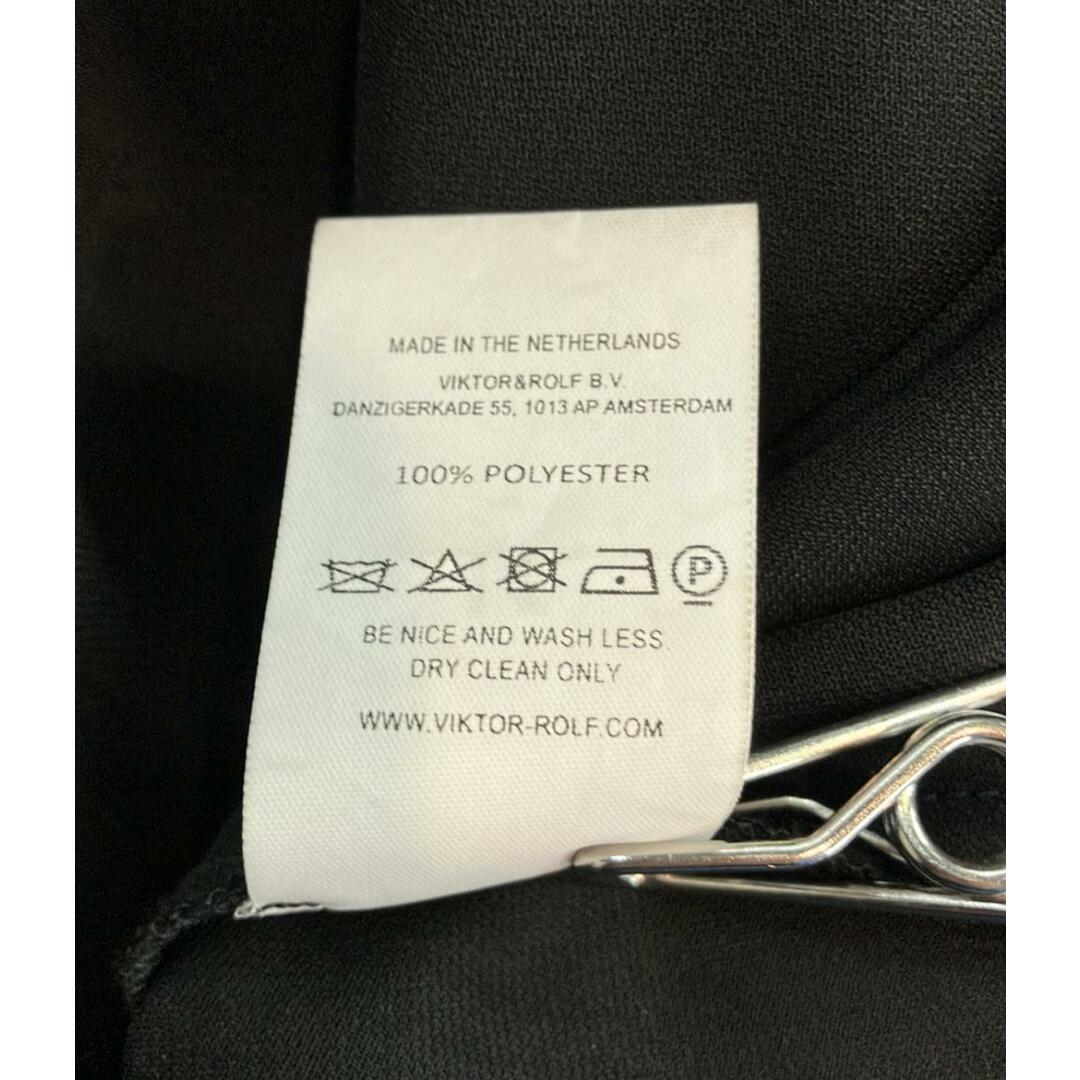 MADE IN THE NETHERLANDS
VIKTOR&ROLF B.V.
DANZIGERKADE 55, 1013 AP AMSTERDAM
100% POLYESTER
P
BE NICE AND WASH LESS.
DRY CLEAN ONLY
WWW.VIKTOR-ROLF.COM